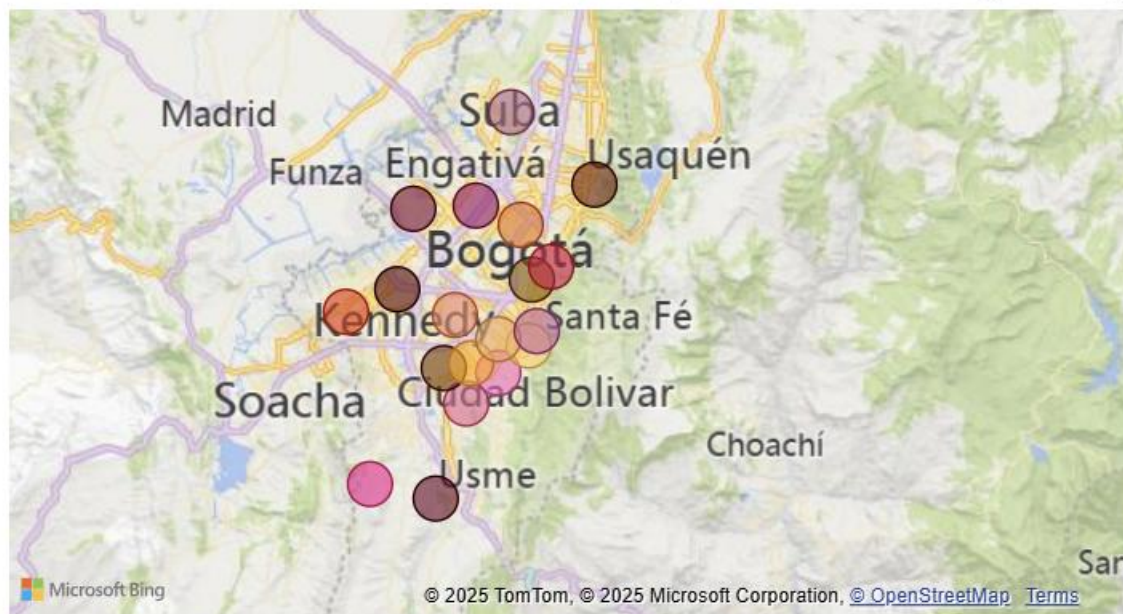 Madrid
Suba
Engativá
Usaquén
Funza
Bogotá
Kennedy
Santa Fé
Soacha
Ciudad Bolivar
Choachí
Usme
San
Microsoft Bing
© 2025 TomTom, © 2025 Microsoft Corporation, © OpenStreetMap Terms